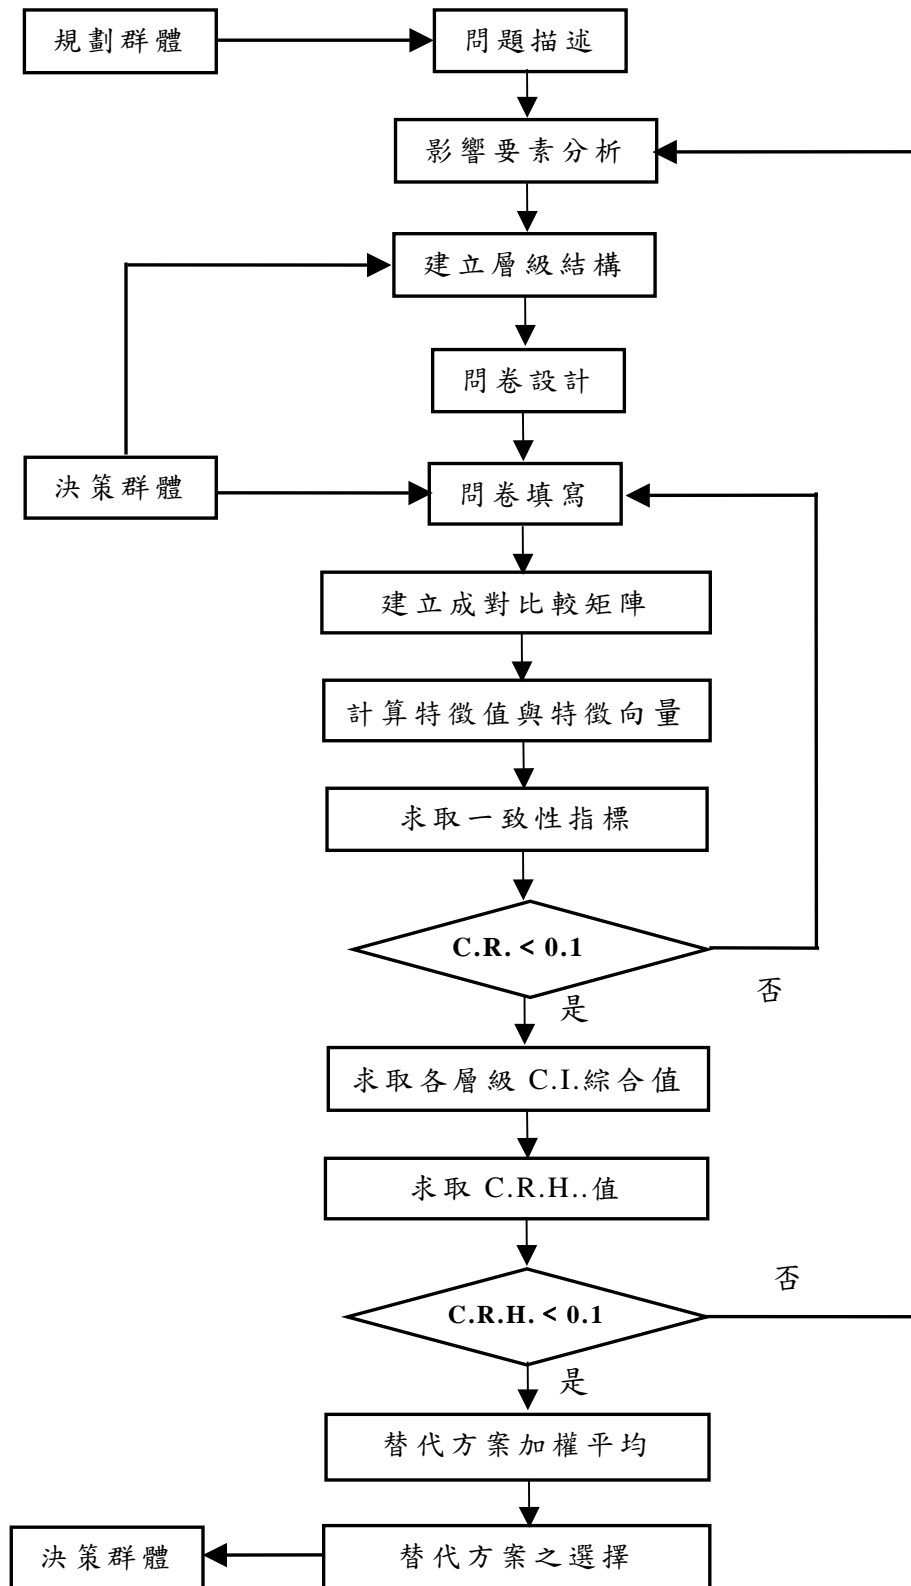 規劃群體
問題描述
影響要素分析
建立層級結構
問卷設計
決策群體
問卷填寫
建立成對比較矩陣
計算特徵值與特徵向量
求取一致性指標
C.R. < 0.1
否
是
求取各層級 C.I.綜合值
求取 C.R.H..值
否
C.R.H. < 0.1
是
替代方案加權平均
決策群體
替代方案之選擇